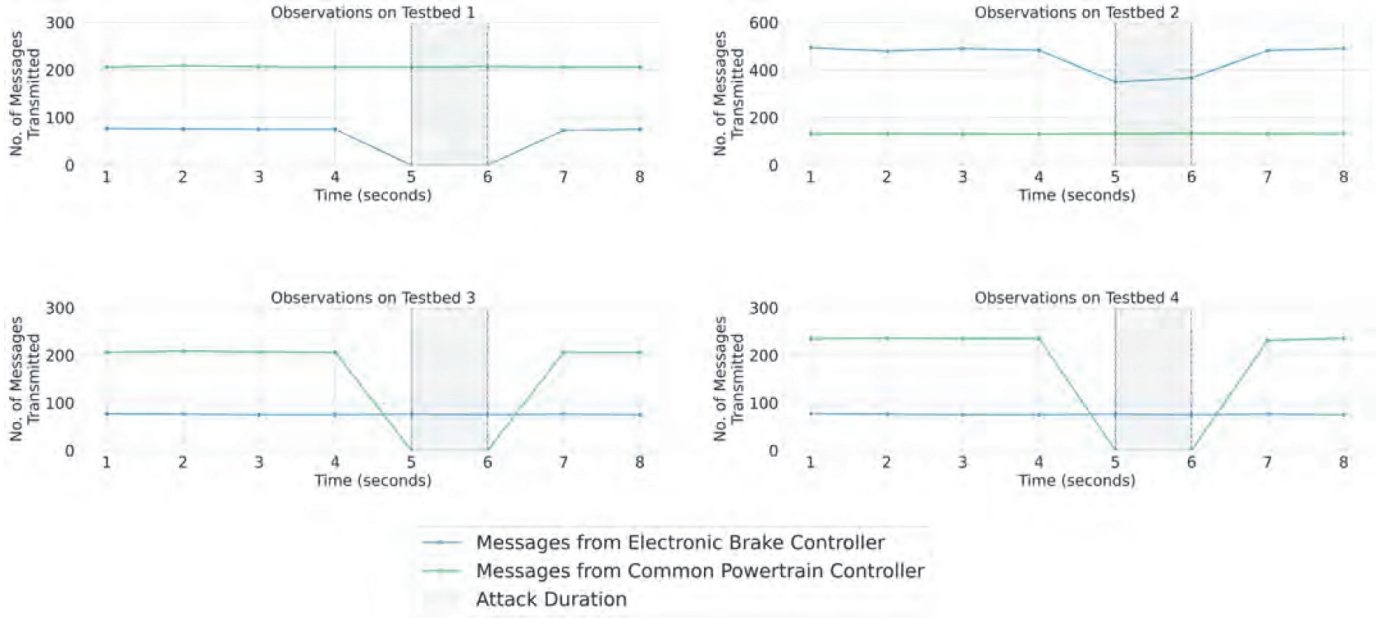 Observations on Testbed 1
300
200
100
0
No. of Messages
Transmitted
1 2 3 4 5 6 7 8
Time (seconds)
Observations on Testbed 2
600
400
200
0
No. of Messages
Transmitted
1 2 3 4 5 6 7 8
Time (seconds)
Observations on Testbed 3
300
200
100
0
No. of Messages
Transmitted
1 2 3 4 5 6 7 8
Time (seconds)
Observations on Testbed 4
300
200
100
0
No. of Messages
Transmitted
1 2 3 4 5 6 7 8
Time (seconds)
Messages from Electronic Brake Controller
Messages from Common Powertrain Controller
Attack Duration